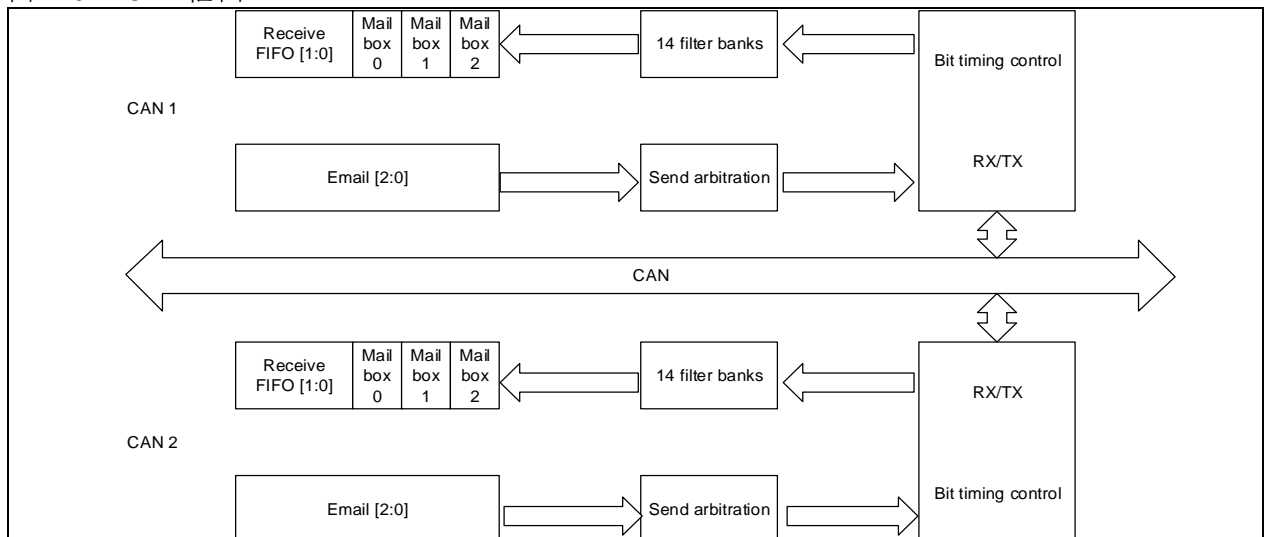 Receive
FIFO [1:0]
Mail
box
0
Mail
box
1
Mail
box
2
14 filter banks
Bit timing control
CAN 1
RX/TX
Email [2:0]
Send arbitration
CAN
Receive
FIFO [1:0]
Mail
box
0
Mail
box
1
Mail
box
2
14 filter banks
RX/TX
CAN 2
Bit timing control
Email [2:0]
Send arbitration